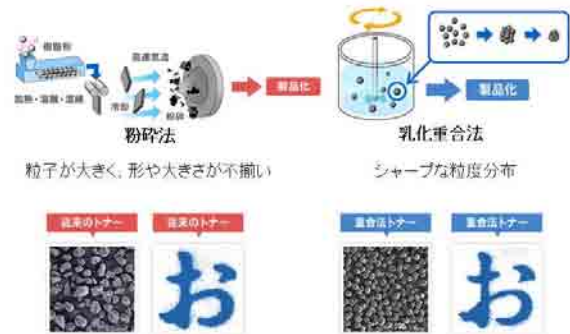 樹脂粉
高速気流
加熱・溶融・混練
冷却
粉砕
製品化
粉砕法
粒子が大きく、形や大きさが不揃い
製品化
乳化重合法
シャープな粒度分布
従来のトナー
従来のトナー
お
重合法トナー
重合法トナー
お